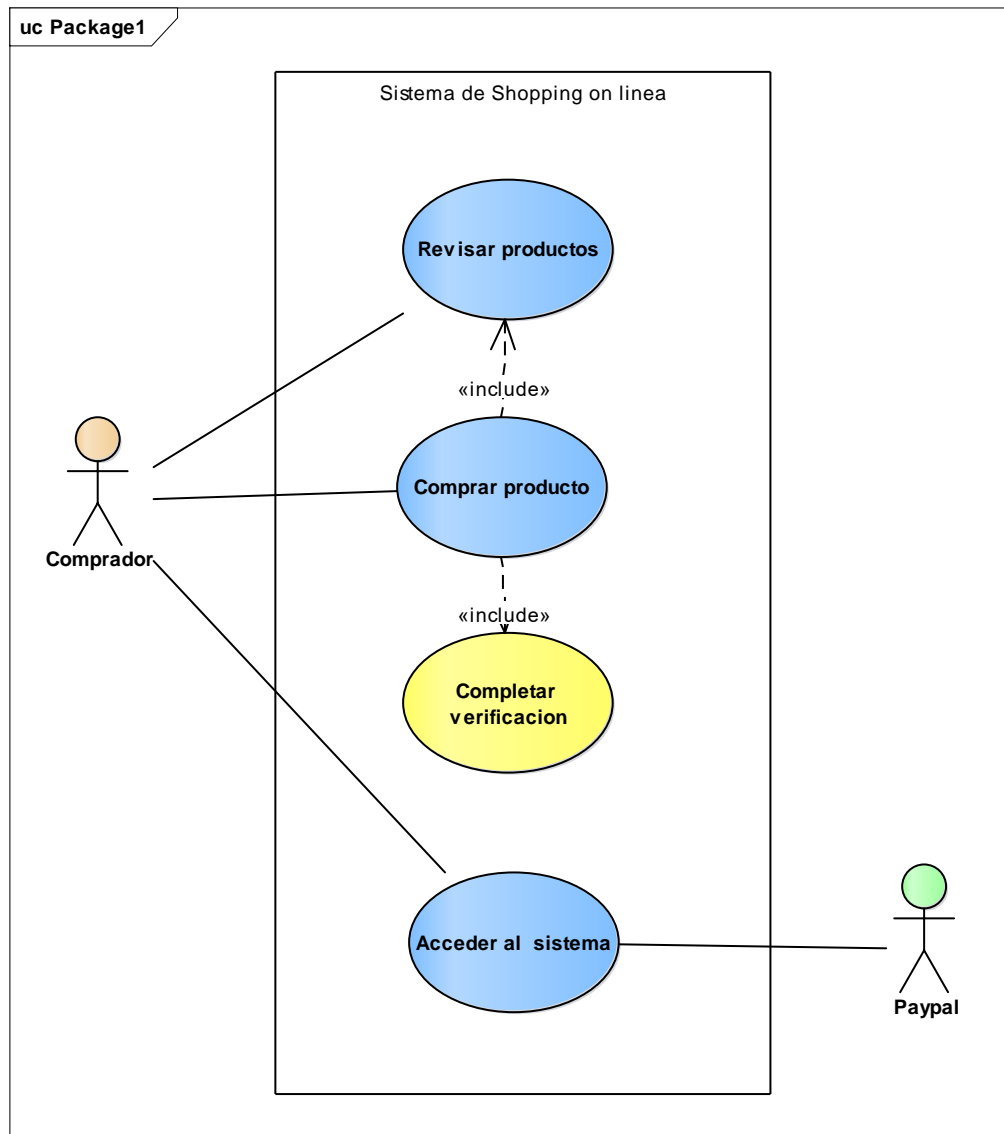 uc Package1
Sistema de Shopping on linea
Revisar productos
«include»
Comprar producto
Comprador
«include»
Completar
verificacion
Acceder al sistema
Paypal